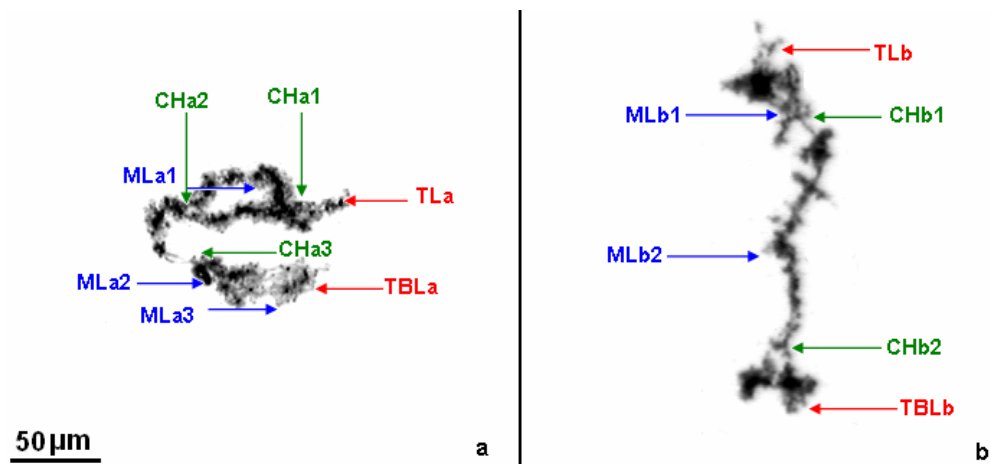 CHa2
CHa1
MLa1
TLa
CHa3
MLa2
TBLa
MLa3
50 µm
a
TLb
MLb1
CHb1
MLb2
CHb2
TBLb
b